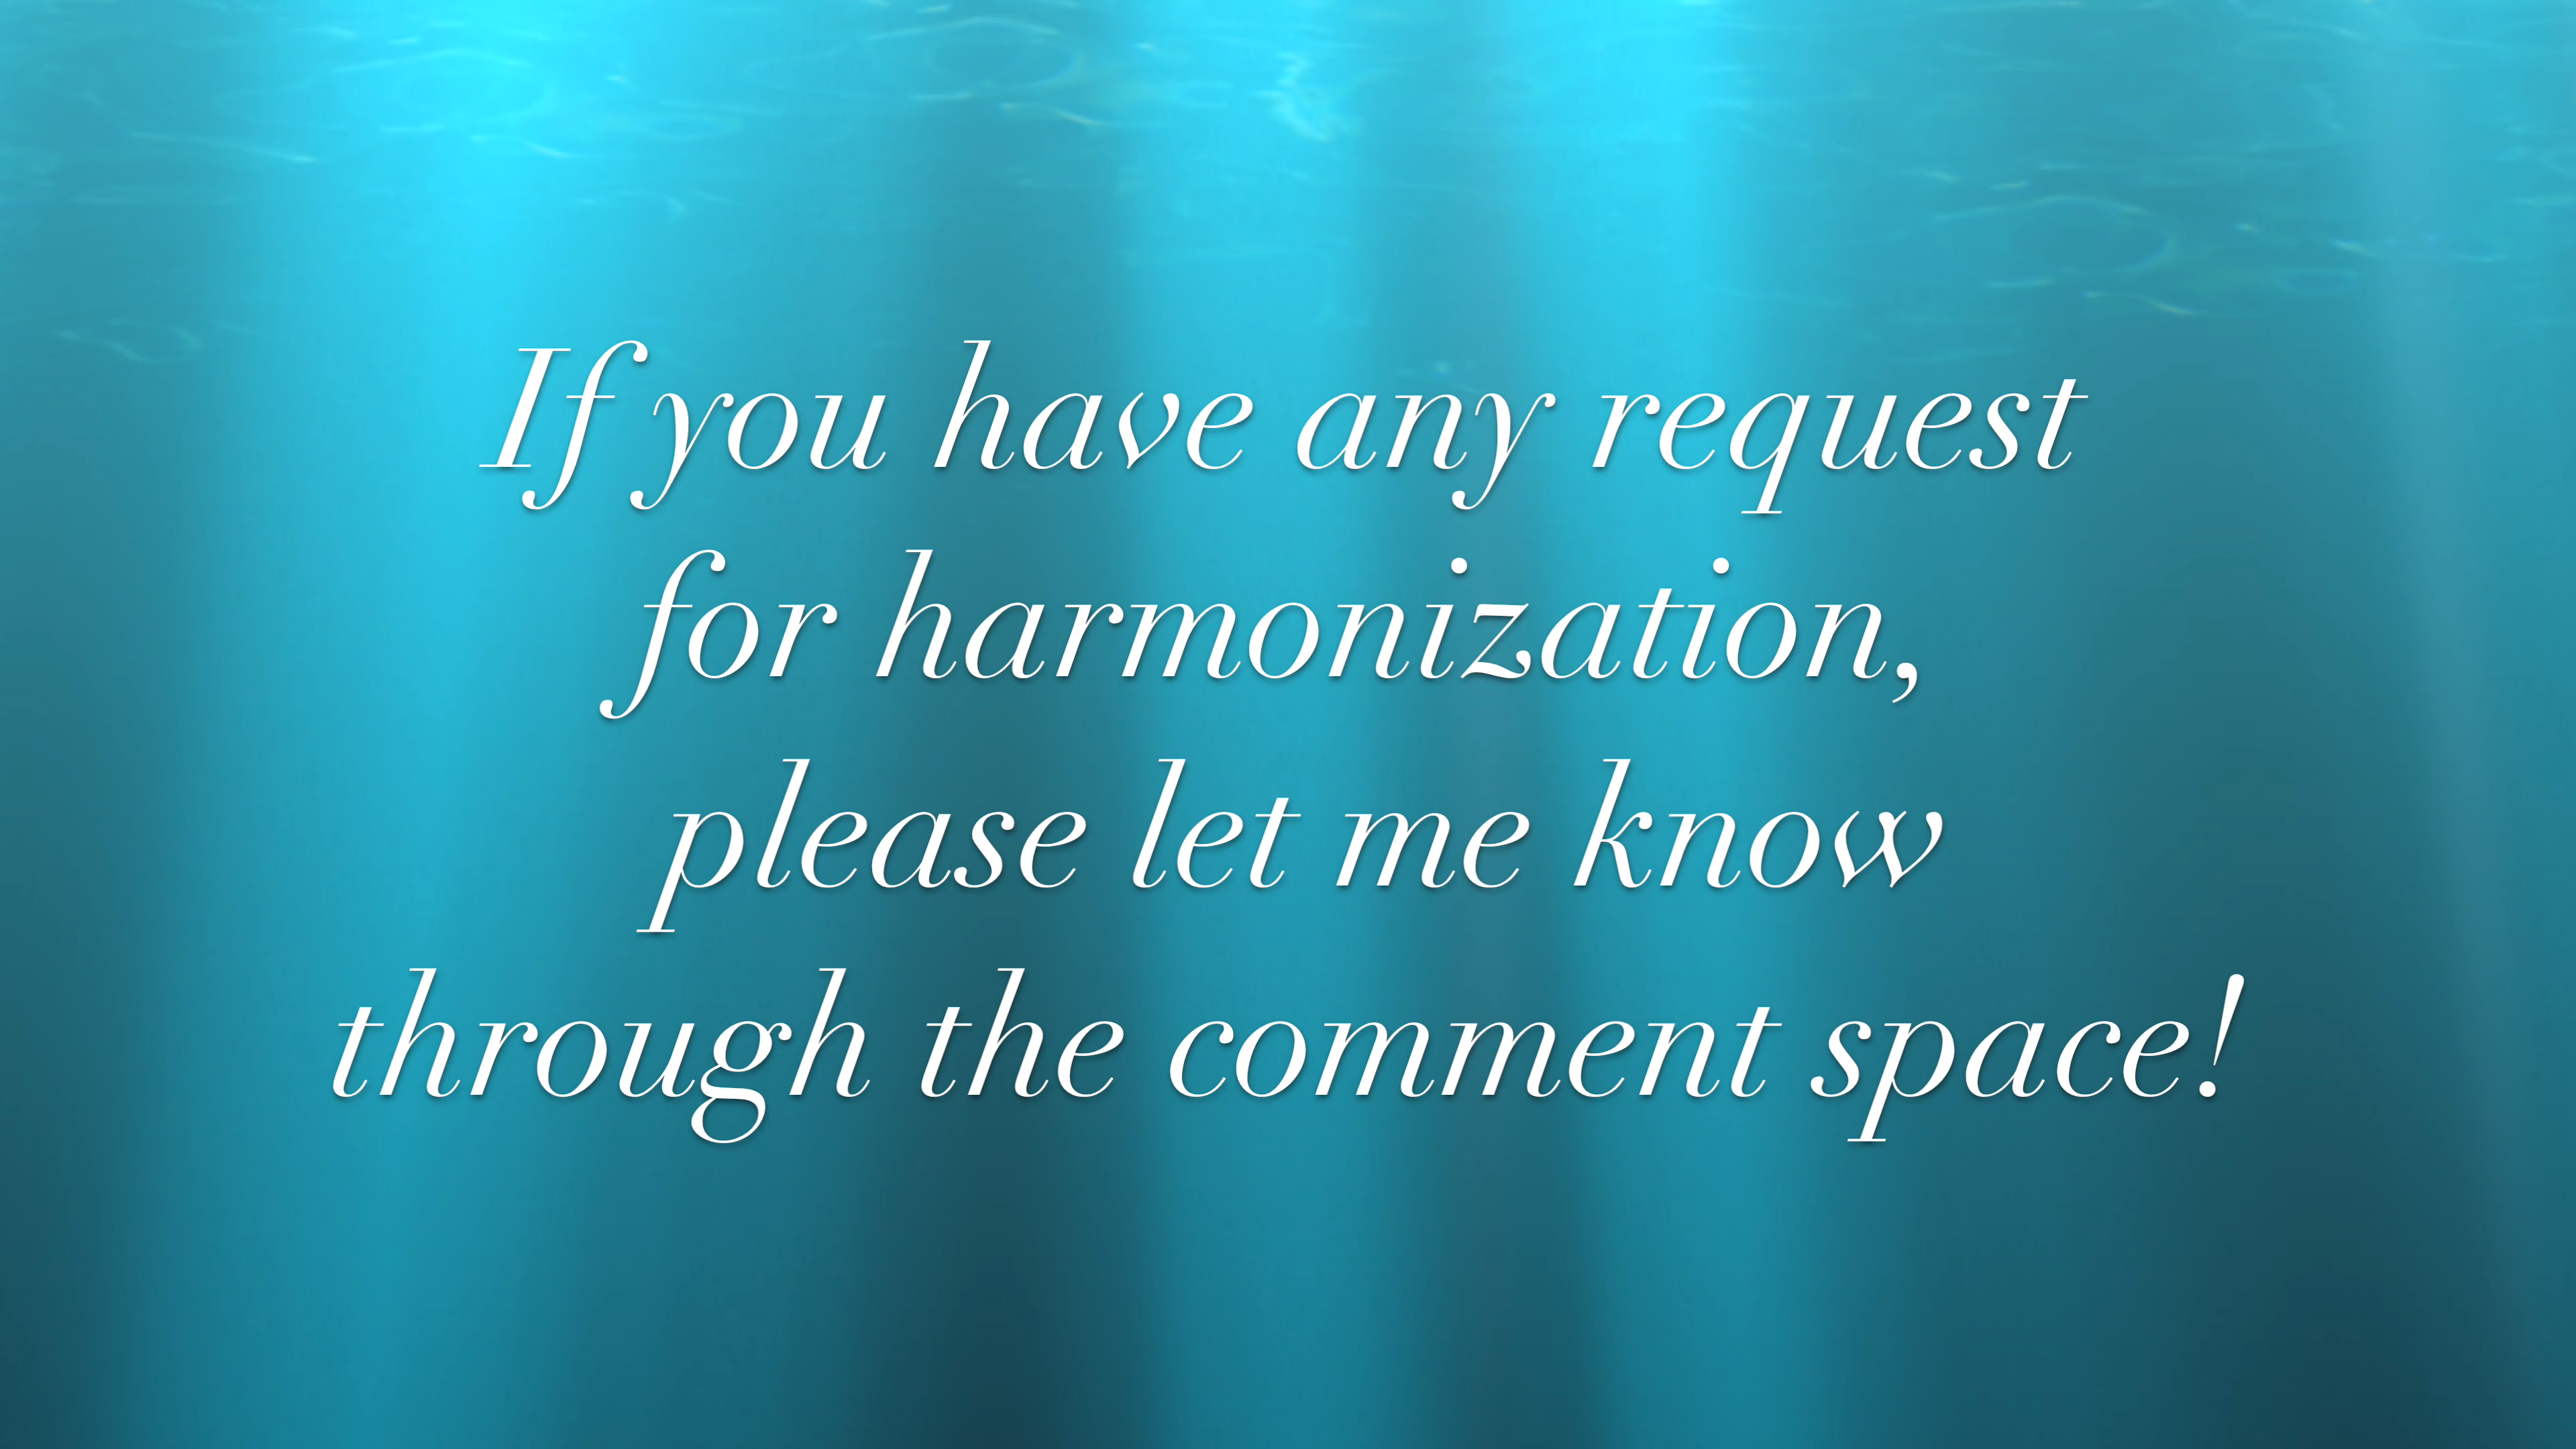 If you have any request
for harmonization,
please let me know
through the comment space!